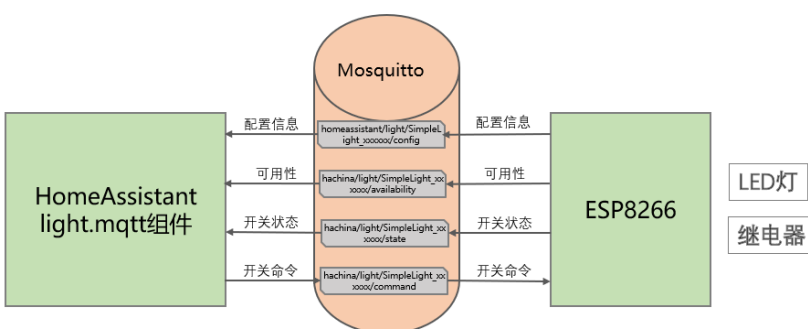 Mosquitto
配置信息
homeassistant/light/SimpleL
ight_xxxxxx/config
配置信息
可用性
hachina/light/SimpleLight_xx
xxxx/availability
可用性
HomeAssistant
light.mqtt组件
ESP8266
LED灯
开关状态
hachina/light/SimpleLight_xx
xxxx/state
开关状态
继电器
开关命令
hachina/light/SimpleLight_xx
xxxx/command
开关命令